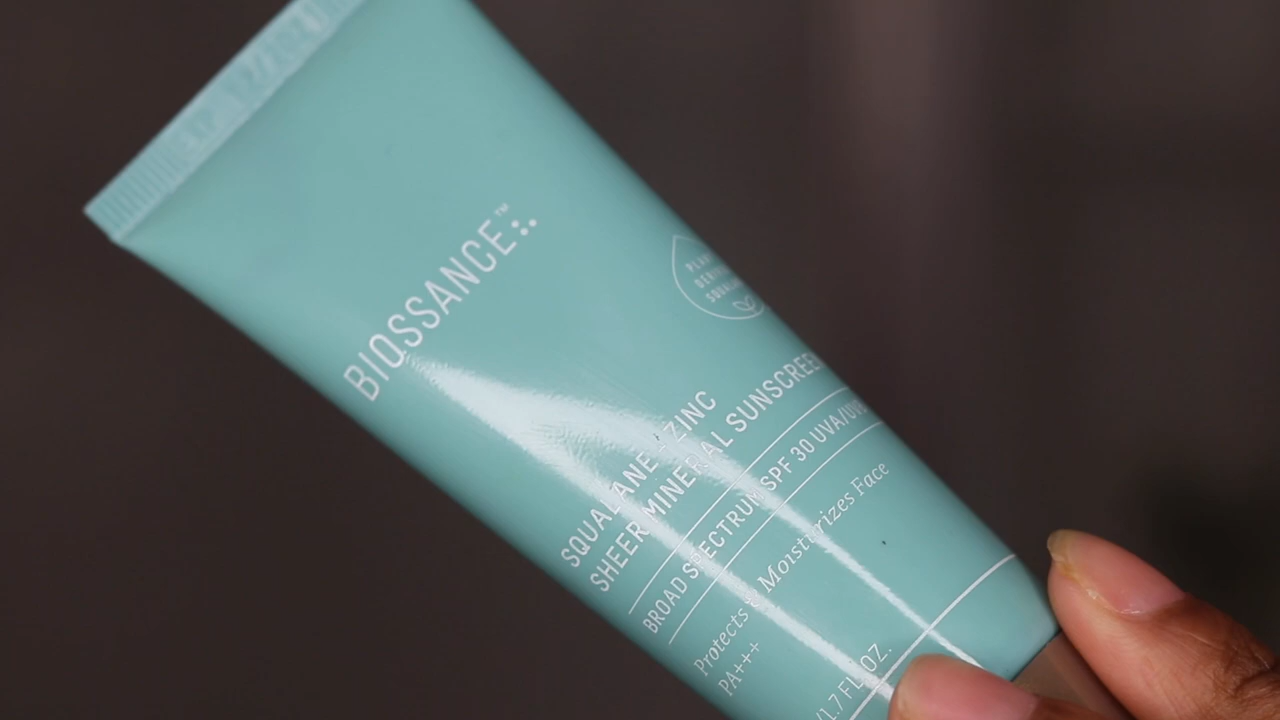 BIOSSANCE™
SQUALANE + ZINC
SHEER MINERAL SUNSCREEN
BROAD SPECTRUM SPF 30 UVA/UVB
Protects & Moisturizes Face
PA+++
1.7 FL. OZ.